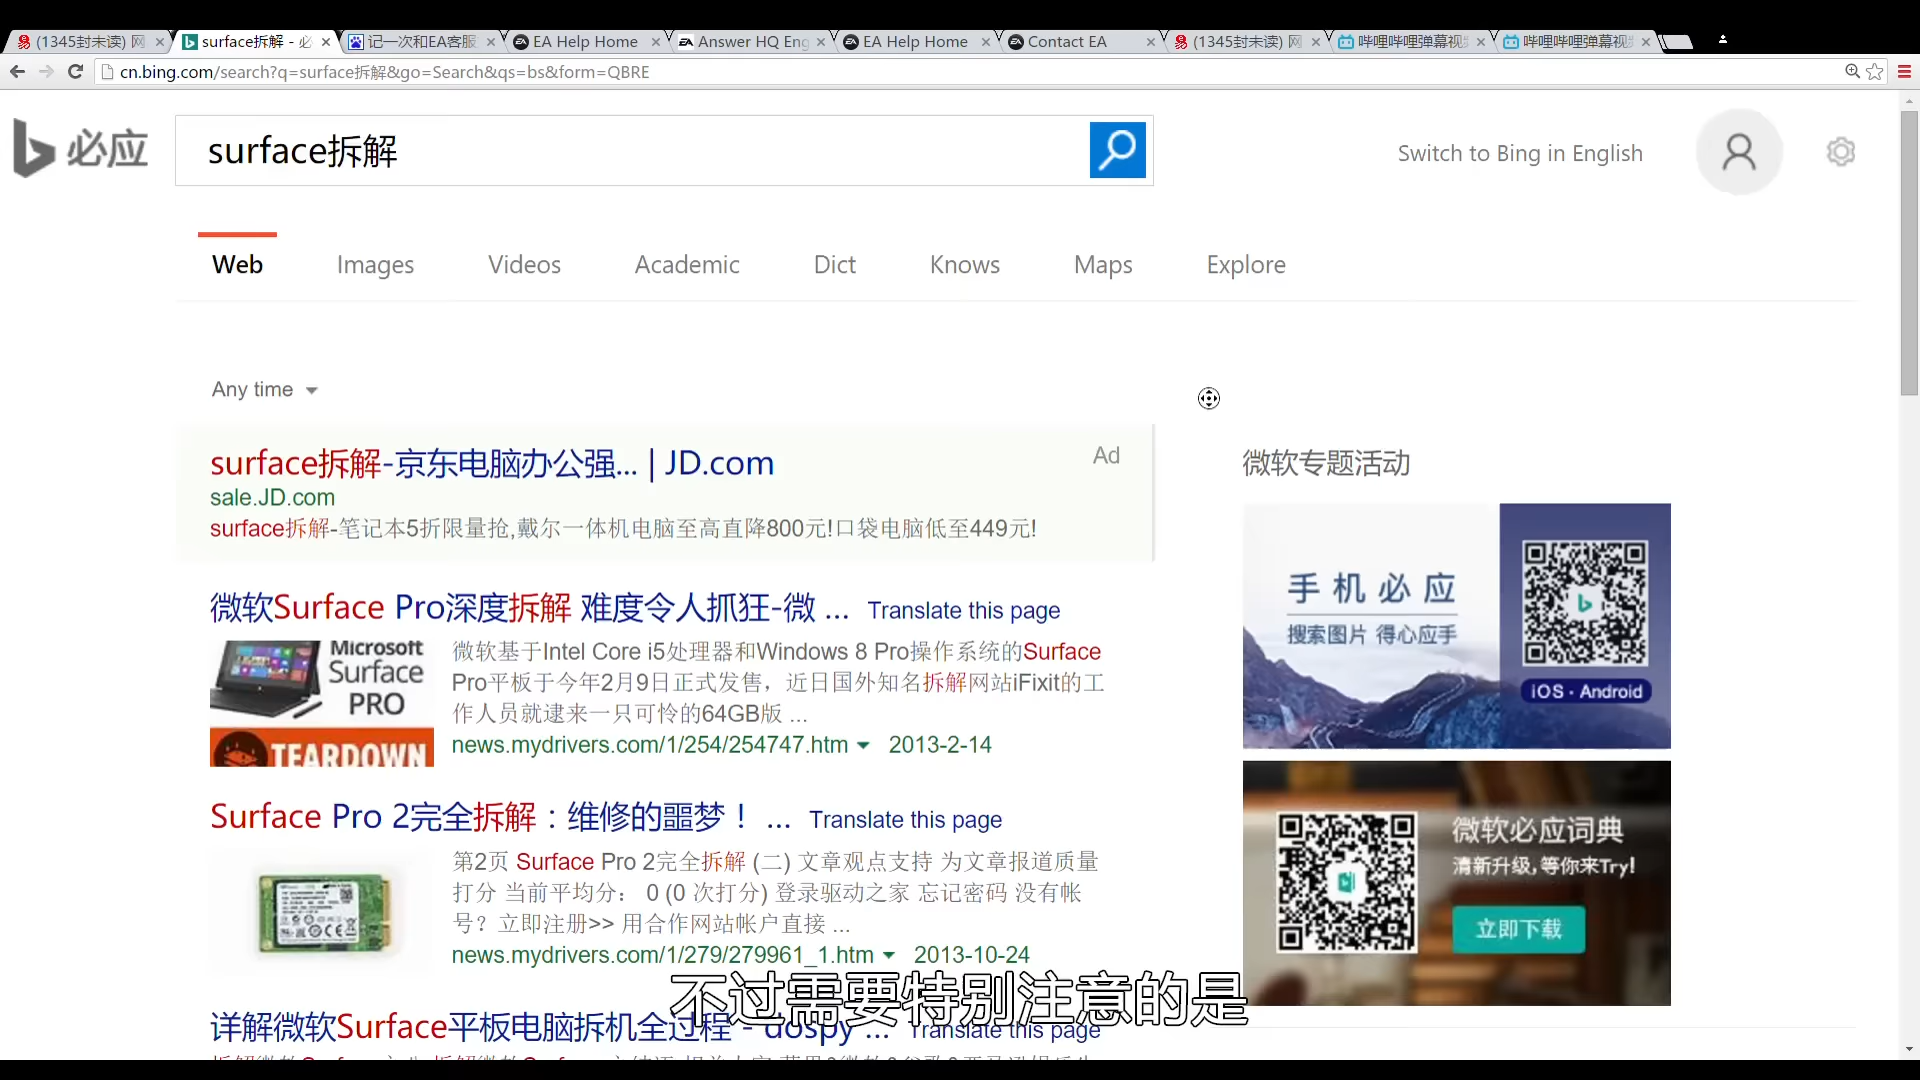 (1345封未读) 网
surface拆解 - 必
记一次和EA客服
EA Help Home
Answer HQ Eng
EA Help Home
Contact EA
(1345封未读) 网
哔哩哔哩弹幕视频
哔哩哔哩弹幕视频
cn.bing.com/search?q=surface拆解&go=Search&qs=bs&form=QBRE
必应
surface拆解
Switch to Bing in English
Web Images Videos Academic Dict Knows Maps Explore
Any time
surface拆解-京东电脑办公强... | JD.com
Ad
sale.JD.com
surface拆解-笔记本5折限量抢,戴尔一体机电脑至高直降800元!口袋电脑低至449元!
微软Surface Pro深度拆解 难度令人抓狂-微 ... Translate this page
Microsoft
Surface
PRO
TEARDOWN
微软基于Intel Core i5处理器和Windows 8 Pro操作系统的Surface
Pro平板于今年2月9日正式发售，近日国外知名拆解网站iFixit的工
作人员就逮来一只可怜的64GB版 ...
news.mydrivers.com/1/254/254747.htm 2013-2-14
Surface Pro 2完全拆解：维修的噩梦！ ... Translate this page
第2页 Surface Pro 2完全拆解 (二) 文章观点支持 为文章报道质量
打分 当前平均分： 0 (0 次打分) 登录驱动之家 忘记密码 没有帐
号？立即注册>> 用合作网站帐户直接 ...
news.mydrivers.com/1/279/279961_1.htm 2013-10-24
详解微软Surface平板电脑拆机全过程 - dospy ... Translate this page
微软专题活动
手机必应
搜索图片 得心应手
iOS · Android
微软必应词典
清新升级,等你来Try!
立即下载
不过需要特别注意的是